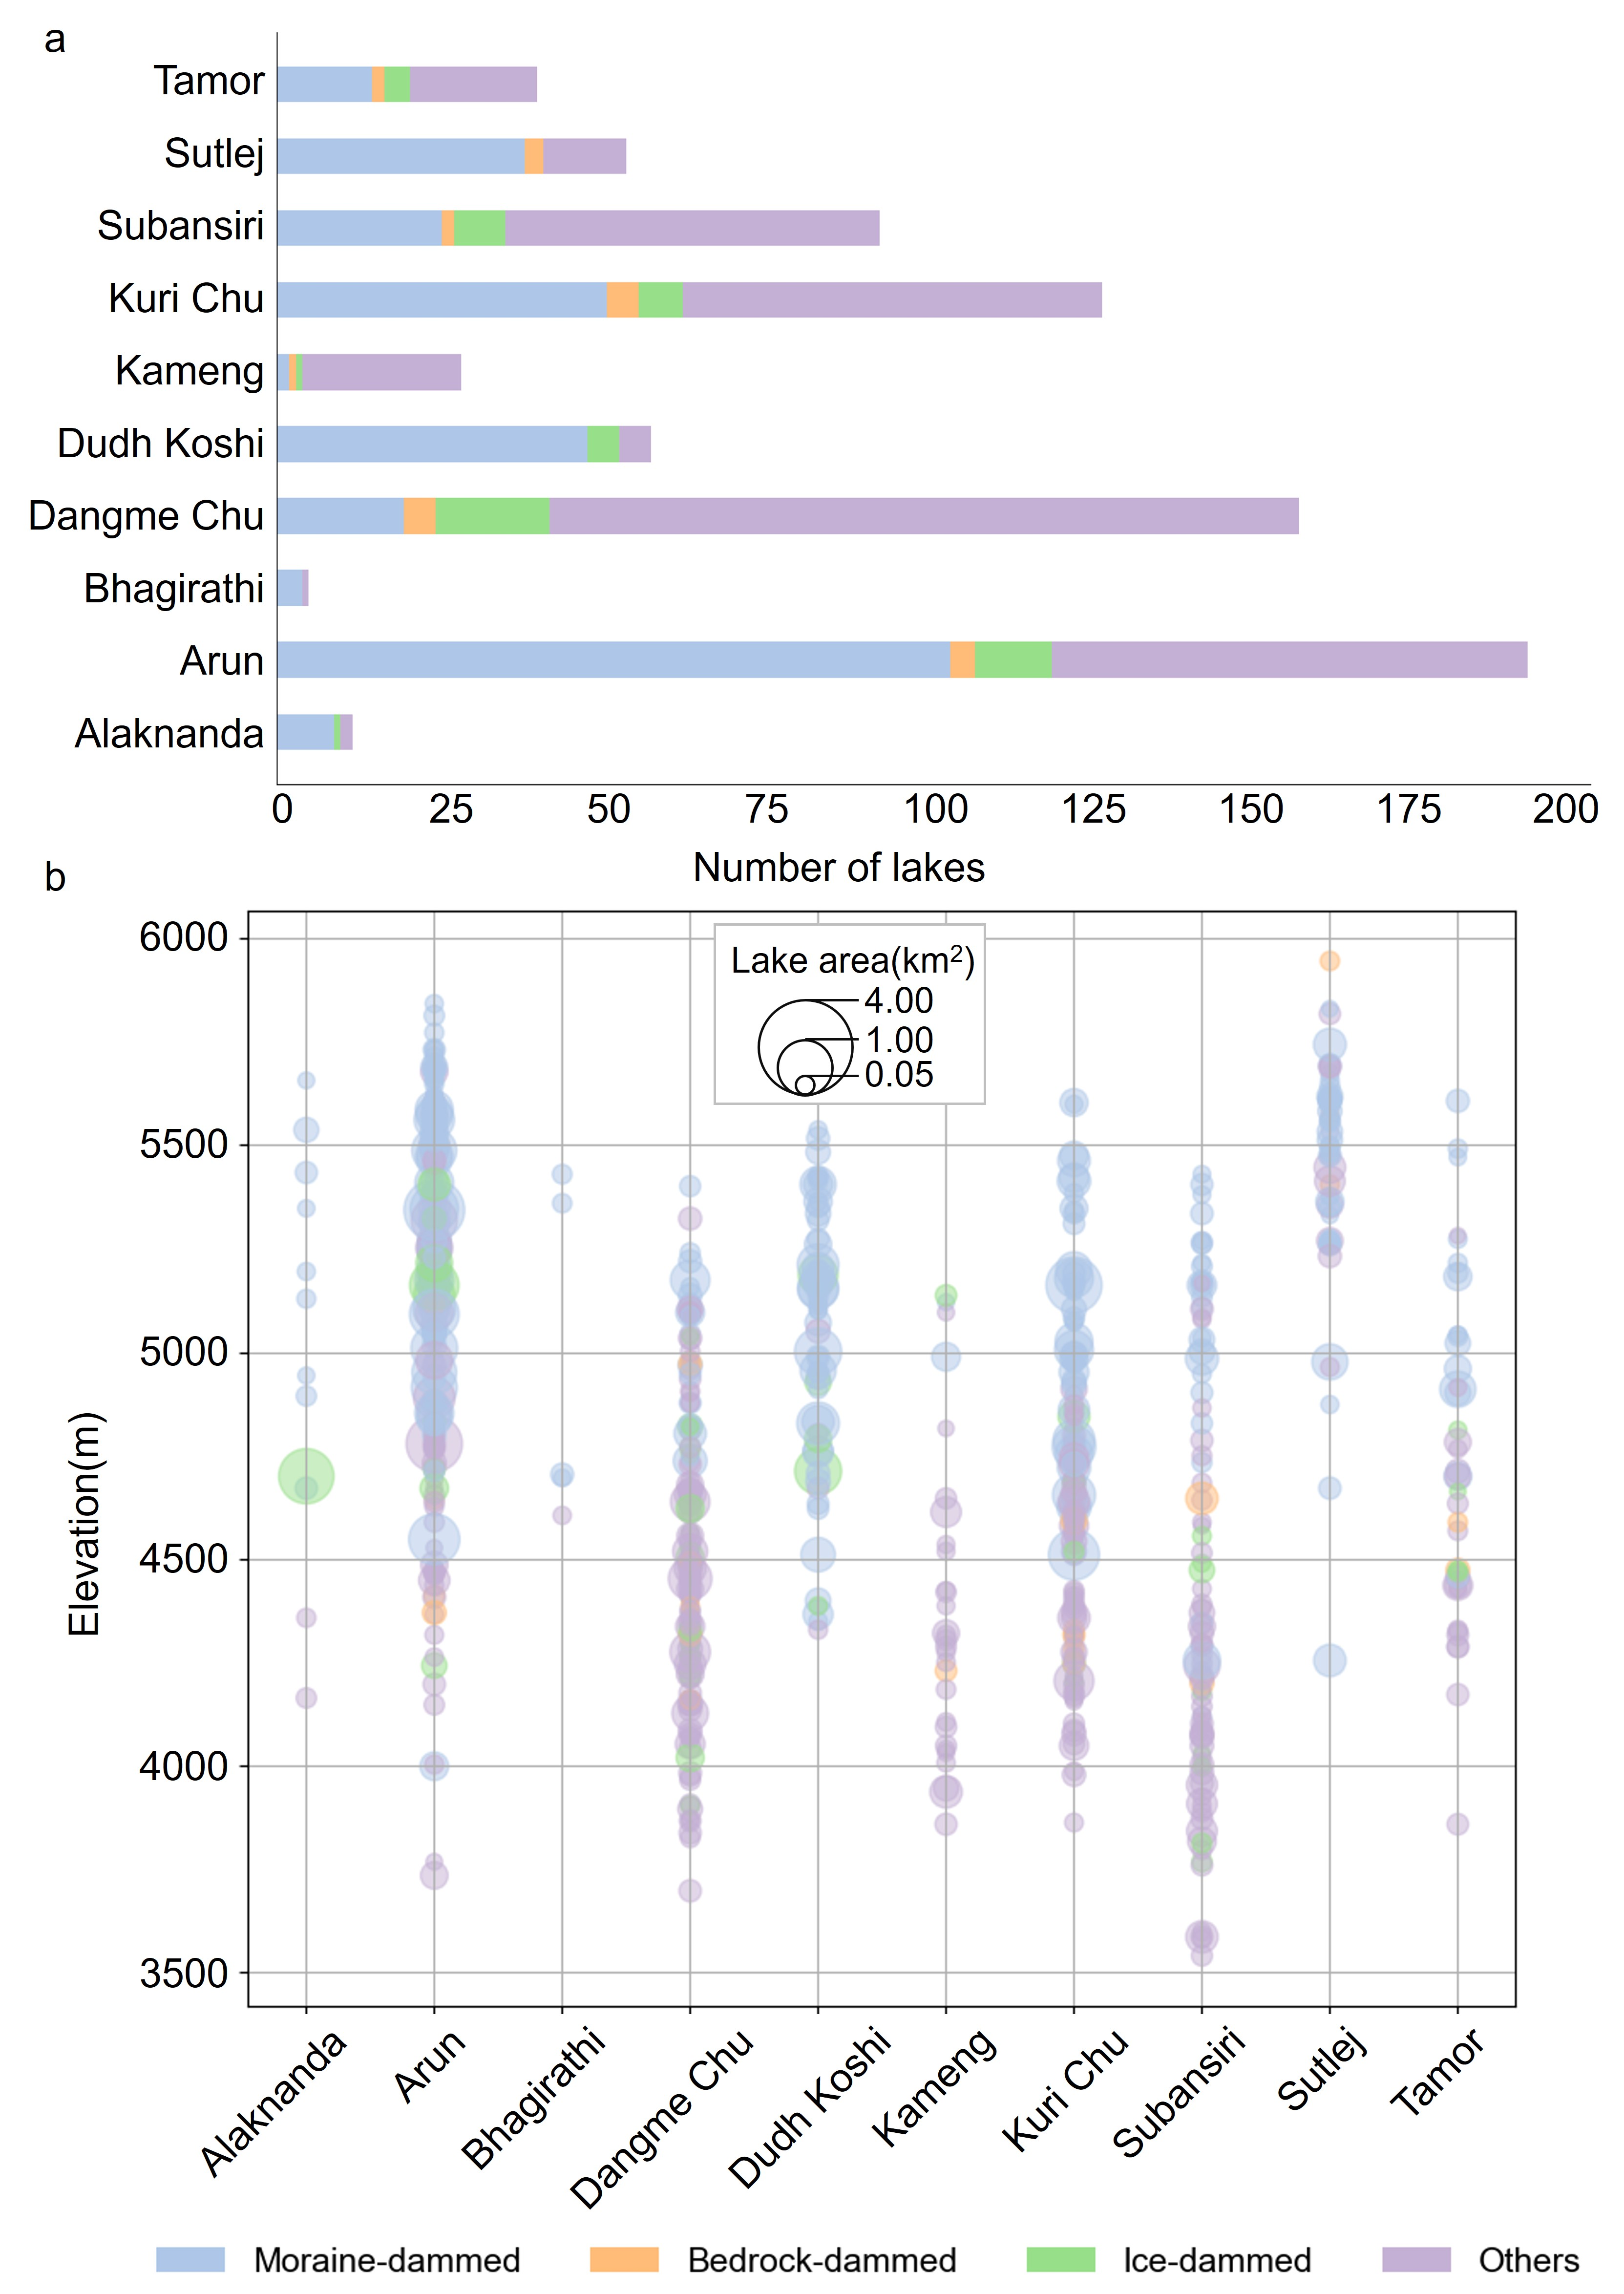 a
Tamor
Sutlej
Subansiri
Kuri Chu
Kameng
Dudh Koshi
Dangme Chu
Bhagirathi
Arun
Alaknanda
0 25 50 75 100 125 150 175 200
Number of lakes
b
Lake area(km²)
4.00
1.00
0.05
6000
5500
5000
4500
4000
3500
Elevation(m)
Alaknanda
Arun
Bhagirathi
Dangme Chu
Dudh Koshi
Kameng
Kuri Chu
Subansiri
Sutlej
Tamor
Moraine-dammed Bedrock-dammed Ice-dammed Others